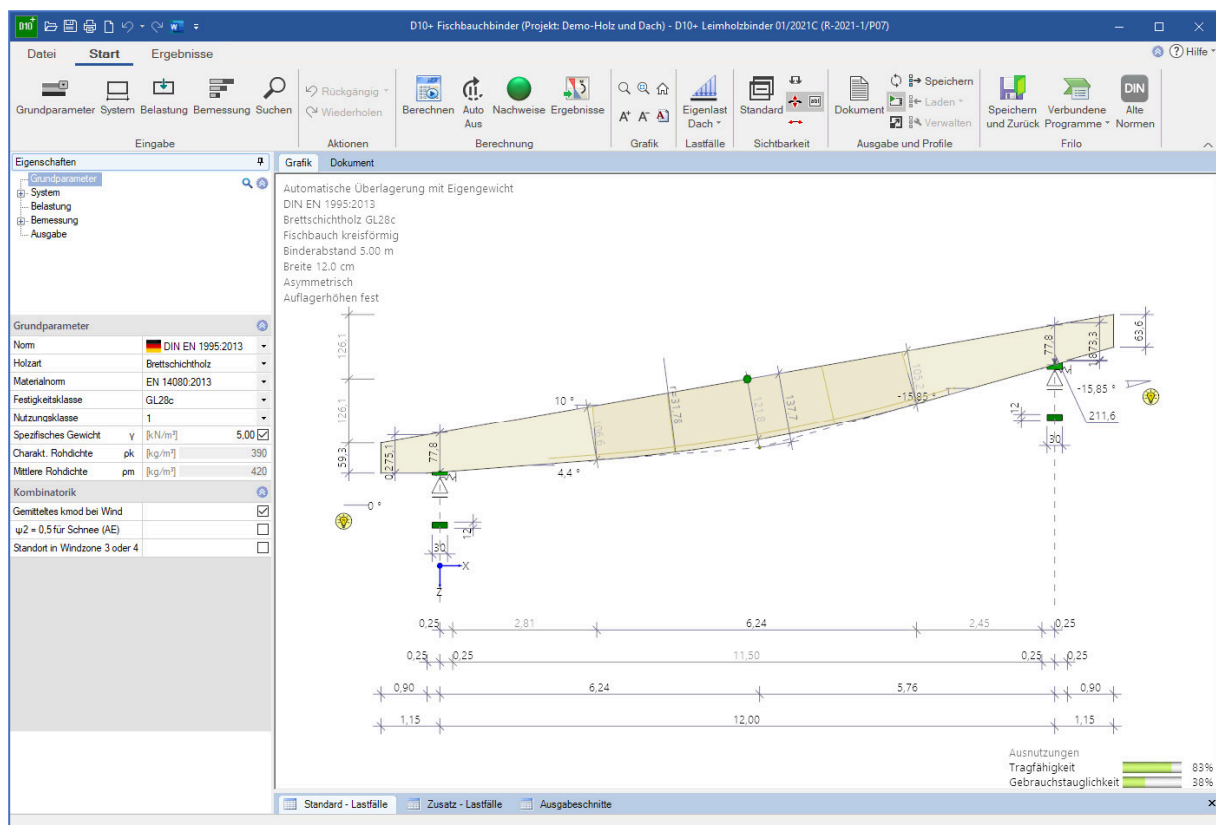 D10+ Fischbauchbinder (Projekt: Demo-Holz und Dach) - D10+ Leimholzbinder 01/2021C (R-2021-1/P07)
Datei Start Ergebnisse Hilfe
Grundparameter System Belastung Bemessung Suchen
Eingabe
Rückgängig
Wiederholen
Aktionen
Berechnen Auto Aus Nachweise Ergebnisse
Berechnung
Grafik
Eigenlast Dach
Lastfälle
Standard
Sichtbarkeit
Dokument Speichern
Laden
Verwalten
Ausgabe und Profile
Speichern und Zurück Verbundene Programme DIN Alte Normen
Frilo
Eigenschaften
Grundparameter
System
Belastung
Bemessung
Ausgabe
Grundparameter
Norm DIN EN 1995:2013
Holzart Brettschichtholz
Materialnorm EN 14080:2013
Festigkeitsklasse GL28c
Nutzungsklasse 1
Spezifisches Gewicht γ [kN/m³] 5,00
Charakt. Rohdichte ρk [kg/m³] 390
Mittlere Rohdichte ρm [kg/m³] 420
Kombinatorik
Gemitteltes kmod bei Wind
ψ2 = 0,5 für Schnee (AE)
Standort in Windzone 3 oder 4
Grafik Dokument
Automatische Überlagerung mit Eigengewicht
DIN EN 1995:2013
Brettschichtholz GL28c
Fischbauch kreisförmig
Binderabstand 5.00 m
Breite 12.0 cm
Asymmetrisch
Auflagerhöhen fest
126,1
126,1
59,3
77,8
10 °
4,4 °
0 °
121,8
137,7
-15,85 °
77,8
63,6
-15,85 °
211,6
12
30
12
30
X
Z
0,25 2,81 6,24 2,45 0,25
0,25 0,25 11,50 0,25 0,25
0,90 6,24 5,76 0,90
1,15 12,00 1,15
Ausnutzungen
Tragfähigkeit 83%
Gebrauchstauglichkeit 38%
Standard - Lastfälle Zusatz - Lastfälle Ausgabeschnitte